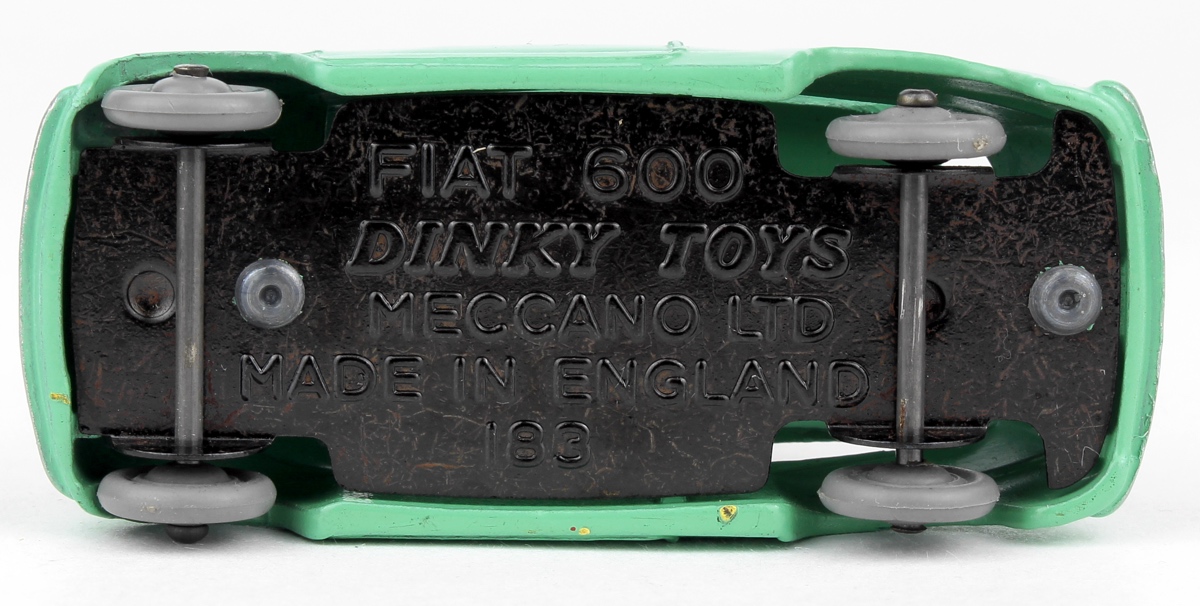 FIAT 600
DINKY TOYS
MECCANO LTD
MADE IN ENGLAND
183